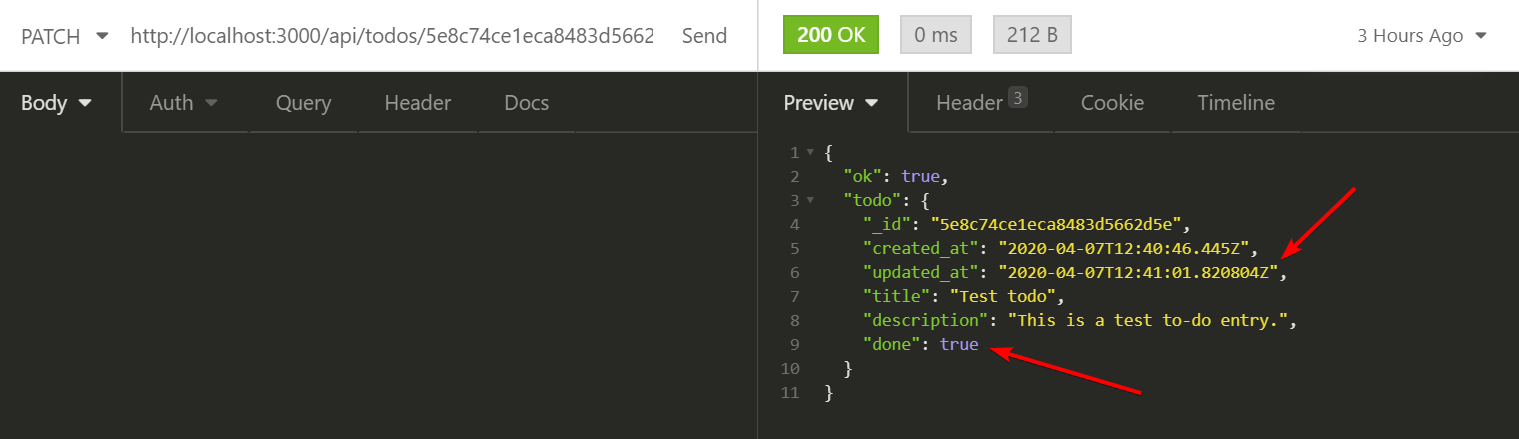 PATCH http://localhost:3000/api/todos/5e8c74ce1eca8483d5662 Send
200 OK 0 ms 212 B 3 Hours Ago
Body Auth Query Header Docs
Preview Header 3 Cookie Timeline
1 {
2 "ok": true,
3 "todo": {
4 "_id": "5e8c74ce1eca8483d5662d5e",
5 "created_at": "2020-04-07T12:40:46.445Z",
6 "updated_at": "2020-04-07T12:41:01.820804Z",
7 "title": "Test todo",
8 "description": "This is a test to-do entry.",
9 "done": true
10 }
11 }